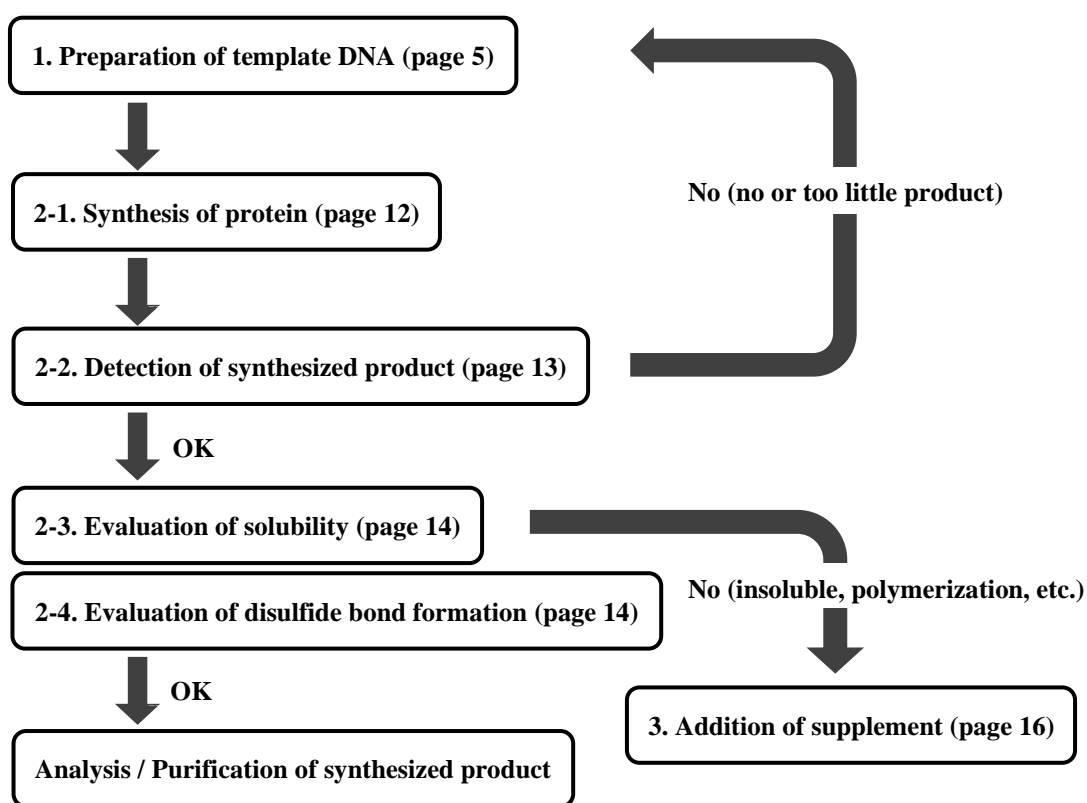 1. Preparation of template DNA (page 5)
2-1. Synthesis of protein (page 12)
No (no or too little product)
2-2. Detection of synthesized product (page 13)
OK
2-3. Evaluation of solubility (page 14)
2-4. Evaluation of disulfide bond formation (page 14)
No (insoluble, polymerization, etc.)
OK
3. Addition of supplement (page 16)
Analysis / Purification of synthesized product